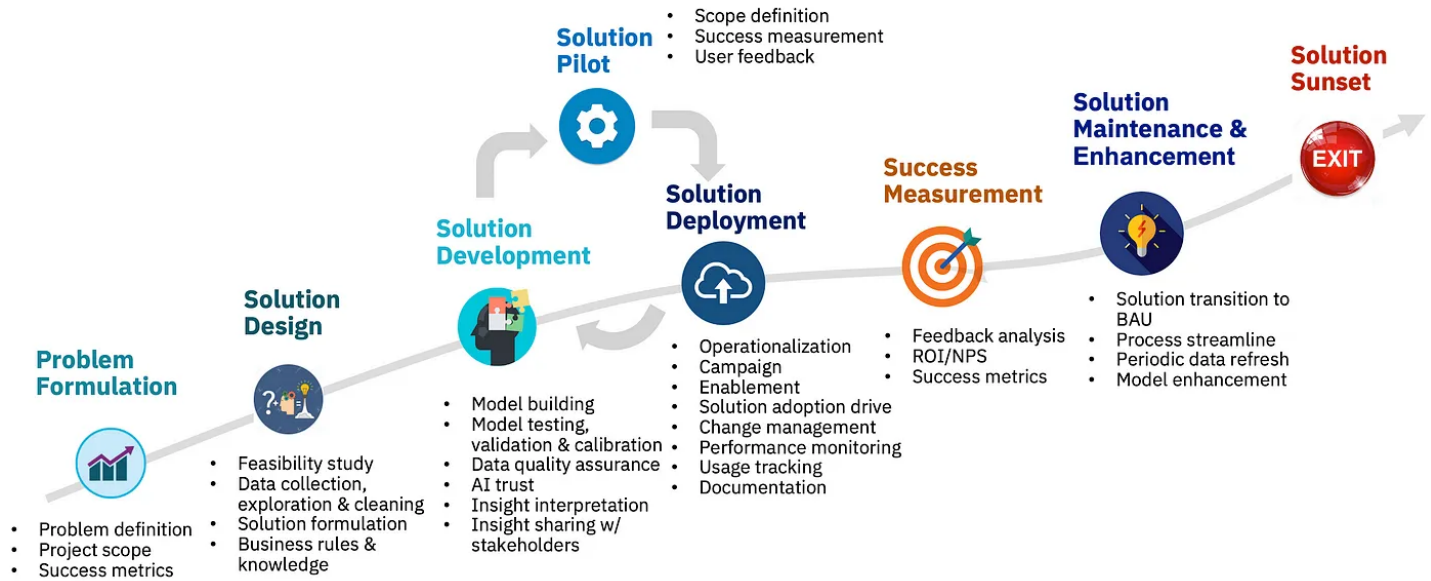 Problem
Formulation
• Problem definition
• Project scope
• Success metrics
Solution
Design
?+
=
• Feasibility study
• Data collection,
exploration & cleaning
• Solution formulation
• Business rules &
knowledge
Solution
Development
• Model building
• Model testing,
validation & calibration
• Data quality assurance
• AI trust
• Insight interpretation
• Insight sharing w/
stakeholders
Solution
Pilot
• Scope definition
• Success measurement
• User feedback
Solution
Deployment
• Operationalization
• Campaign
• Enablement
• Solution adoption drive
• Change management
• Performance monitoring
• Usage tracking
• Documentation
Success
Measurement
• Feedback analysis
• ROI/NPS
• Success metrics
Solution
Maintenance &
Enhancement
• Solution transition to
BAU
• Process streamline
• Periodic data refresh
• Model enhancement
Solution
Sunset
EXIT